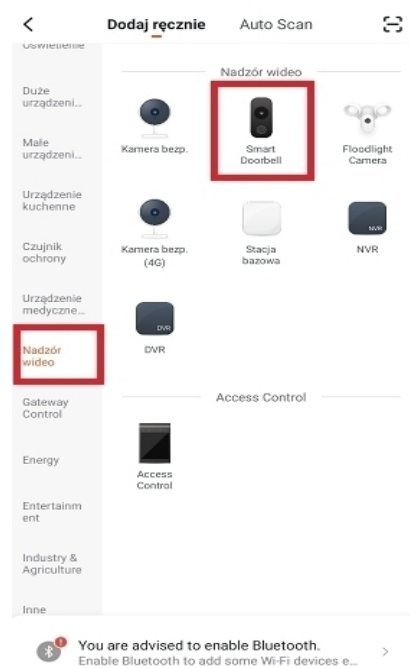 Dodaj ręcznie Auto Scan
Oświetlenie
Duże
urządzeni...
Małe
urządzeni...
Urządzenie
kuchenne
Czujnik
ochrony
Urządzenie
medyczne...
Nadzór
wideo
Gateway
Control
Energy
Entertainm
ent
Industry &
Agriculture
Inne
Nadzór wideo
Kamera bezp.
Smart
Doorbell
Floodlight
Camera
Kamera bezp.
(4G)
Stacja
bazowa
NVR
NVR
DVR
DVR
Access Control
Access
Control
You are advised to enable Bluetooth.
Enable Bluetooth to add some Wi-Fi devices e...